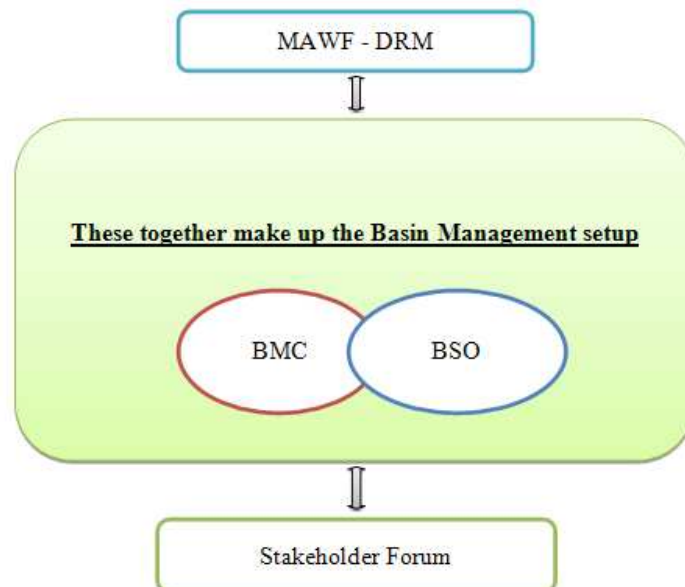 MAWF - DRM
These together make up the Basin Management setup
BMC BSO
Stakeholder Forum